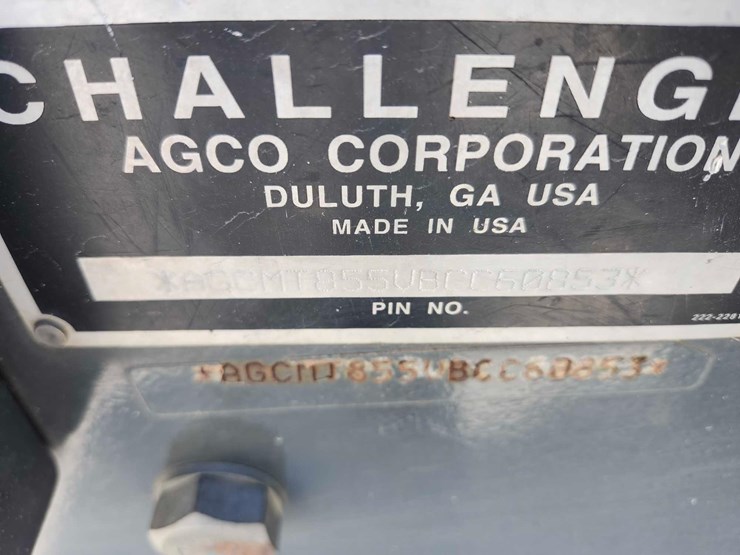 CHALLENG
AGCO CORPORATION
DULUTH, GA USA
MADE IN USA
*AGCMT855VBCC60853*
PIN NO.
*AGCMT855VBCC60853*